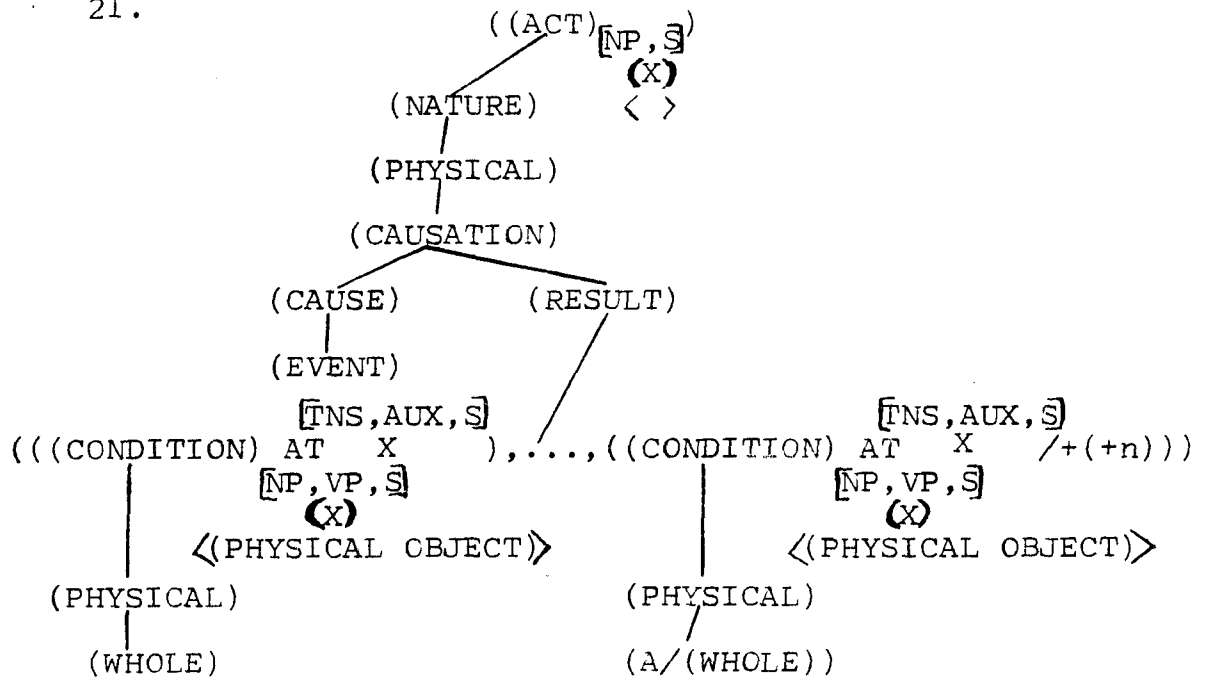 21.
((ACT)[NP,S])
(X)
(NATURE) < >
(PHYSICAL)
(CAUSATION)
(CAUSE) (RESULT)
(EVENT)
[TNS,AUX,S] [TNS,AUX,S]
(((CONDITION) AT X ),...,((CONDITION) AT X /+(+n)))
[NP,VP,S] [NP,VP,S]
(X) (X)
<(PHYSICAL OBJECT)> <(PHYSICAL OBJECT)>
(PHYSICAL) (PHYSICAL)
(WHOLE) (A/(WHOLE))